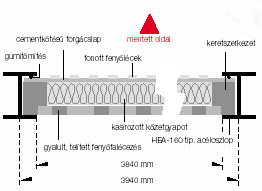 mentett oldal
cementkötésű forgácslap
keretszerkezet
gumitömítés
fonott fenyőlécek
kasírozott kőzetgyapot
HEA-160 tip. acéloszlop
gyalult, telített fenyőfalécezés
3840 mm
3940 mm